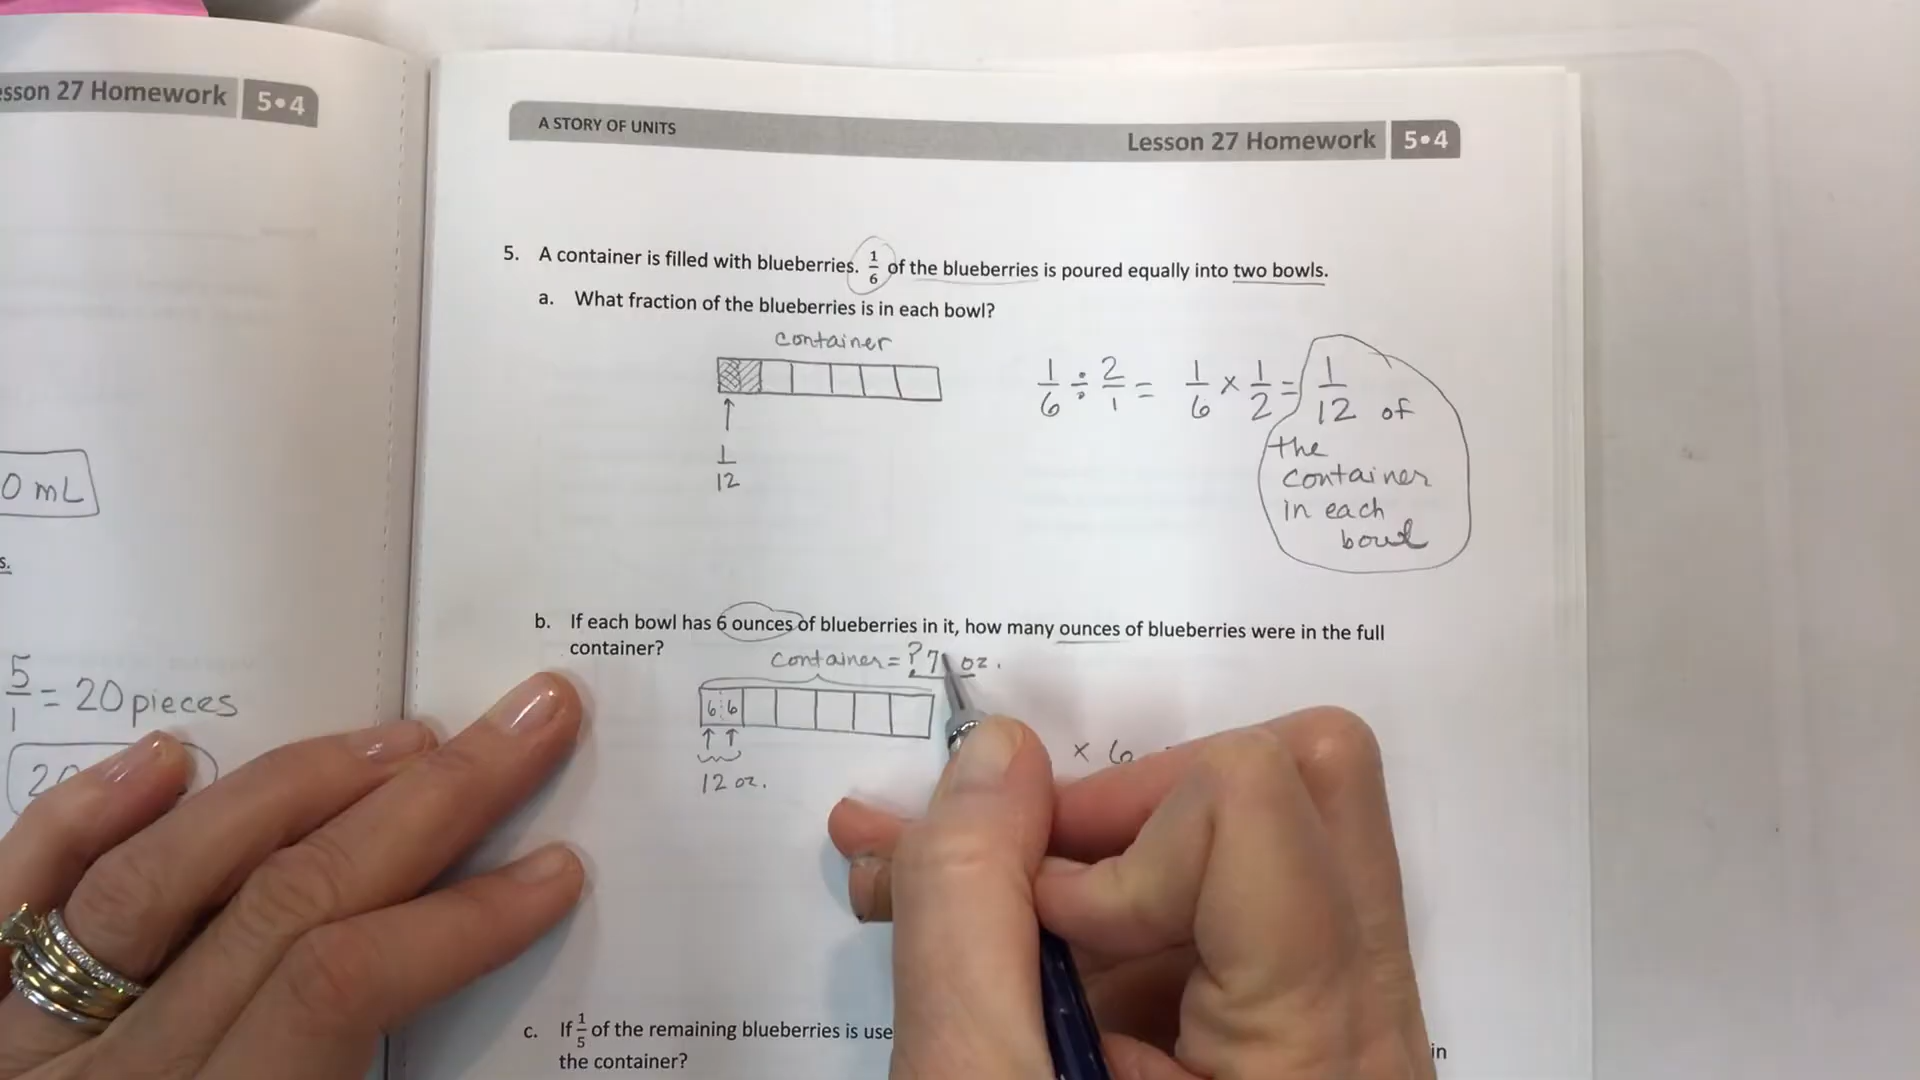 esson 27 Homework 5•4
0 mL
s.
5/1 = 20 pieces
A STORY OF UNITS Lesson 27 Homework 5•4
5. A container is filled with blueberries. 1/6 of the blueberries is poured equally into two bowls.
a. What fraction of the blueberries is in each bowl?
container
1/6 ÷ 2/1 = 1/6 × 1/2 = 1/12 of
the
container
in each
bowl
1/12
b. If each bowl has 6 ounces of blueberries in it, how many ounces of blueberries were in the full
container?
container = ? 7 oz.
6 6
× 6
12 oz.
c. If 1/5 of the remaining blueberries is use
in
the container?